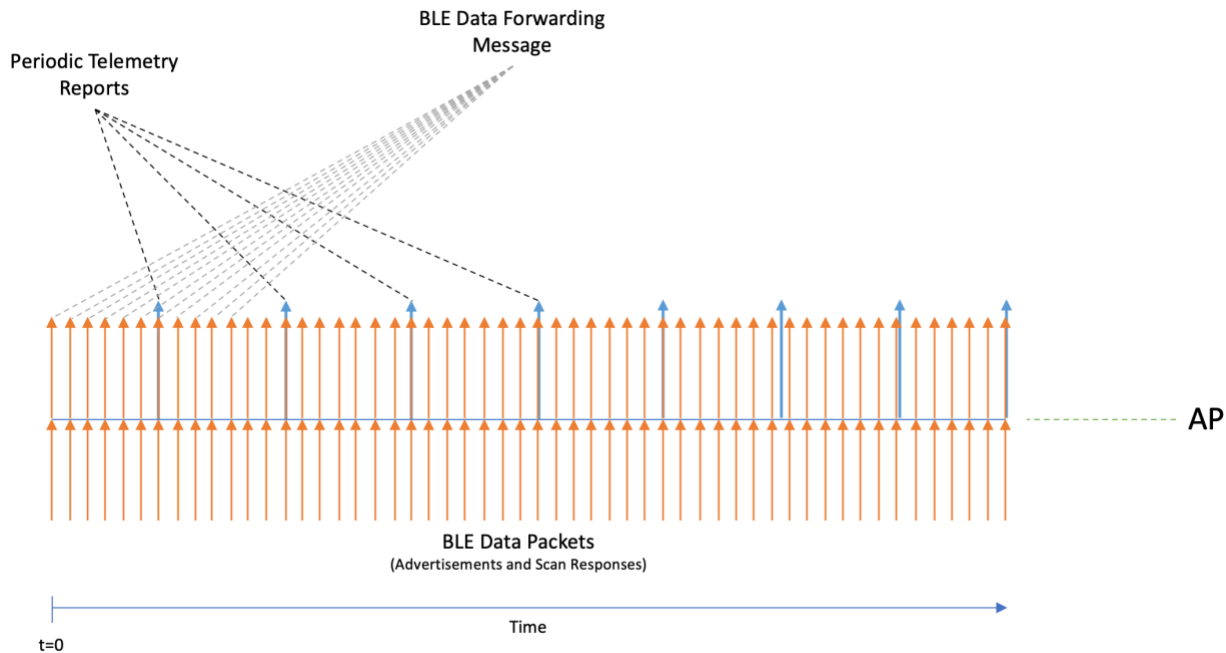 BLE Data Forwarding
Message
Periodic Telemetry
Reports
AP
BLE Data Packets
(Advertisements and Scan Responses)
Time
t=0